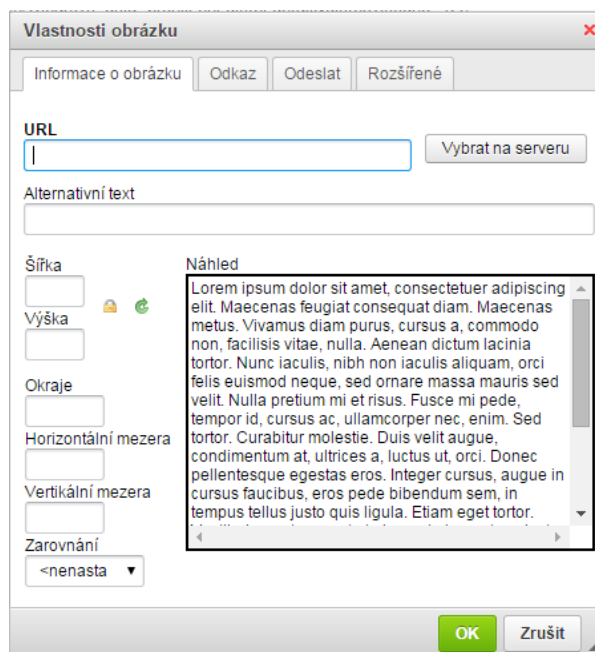 Vlastnosti obrázku
Informace o obrázku
Odkaz
Odeslat
Rozšířené
URL
Vybrat na serveru
Alternativní text
Šířka
Výška
Okraje
Horizontální mezera
Vertikální mezera
Zarovnání
<nenasta
Náhled
Lorem ipsum dolor sit amet, consectetuer adipiscing
elit. Maecenas feugiat consequat diam. Maecenas
metus. Vivamus diam purus, cursus a, commodo
non, facilisis vitae, nulla. Aenean dictum lacinia
tortor. Nunc iaculis, nibh non iaculis aliquam, orci
felis euismod neque, sed ornare massa mauris sed
velit. Nulla pretium mi et risus. Fusce mi pede,
tempor id, cursus ac, ullamcorper nec, enim. Sed
tortor. Curabitur molestie. Duis velit augue,
condimentum at, ultrices a, luctus ut, orci. Donec
pellentesque egestas eros. Integer cursus, augue in
cursus faucibus, eros pede bibendum sem, in
tempus tellus justo quis ligula. Etiam eget tortor.
OK
Zrušit